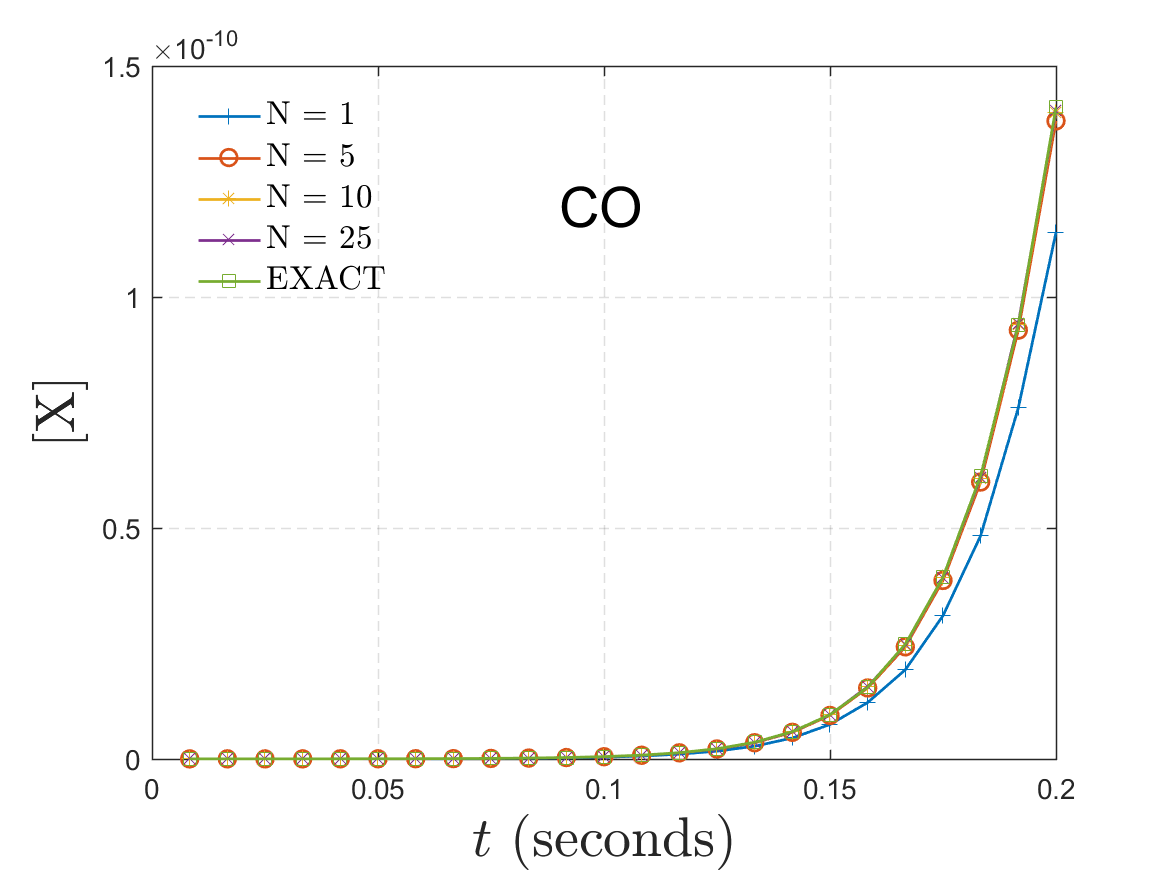 ×10⁻¹⁰
1.5
1
0.5
0
N = 1
N = 5
N = 10
N = 25
EXACT
CO
[X]
0 0.05 0.1 0.15 0.2
t (seconds)